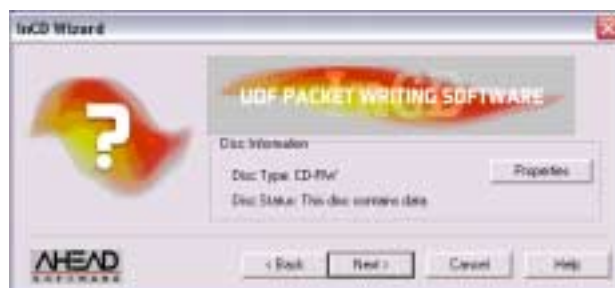 InCD Wizard
?
InCD
UDF PACKET WRITING SOFTWARE
Disc Information
Disc Type: CD-RW
Properties
Disc Status: This disc contains data
AHEAD
SOFTWARE
< Back
Next >
Cancel
Help